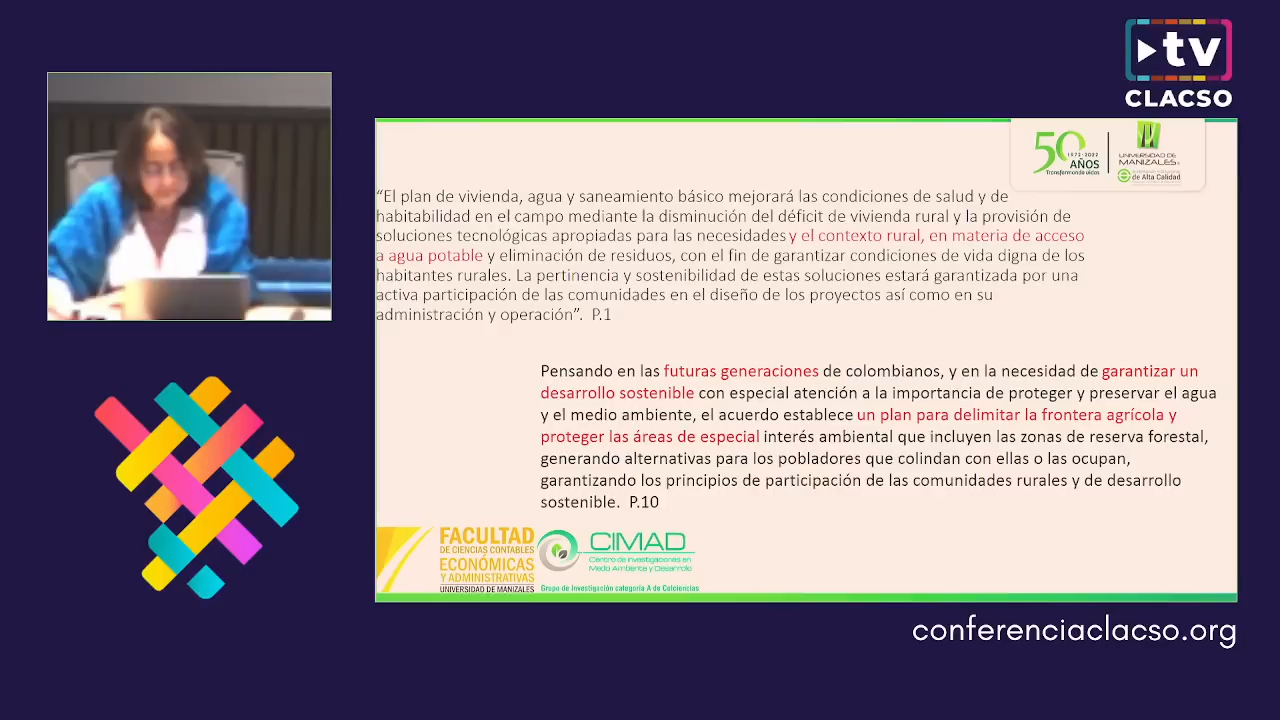 tv
CLACSO
50
1972-2022
AÑOS
Transformando vidas
UNIVERSIDAD DE
MANIZALES
de Alta Calidad
“El plan de vivienda, agua y saneamiento básico mejorará las condiciones de salud y de
habitabilidad en el campo mediante la disminución del déficit de vivienda rural y la provisión de
soluciones tecnológicas apropiadas para las necesidades y el contexto rural, en materia de acceso
a agua potable y eliminación de residuos, con el fin de garantizar condiciones de vida digna de los
habitantes rurales. La pertinencia y sostenibilidad de estas soluciones estará garantizada por una
activa participación de las comunidades en el diseño de los proyectos así como en su
administración y operación”. P.1
Pensando en las futuras generaciones de colombianos, y en la necesidad de garantizar un
desarrollo sostenible con especial atención a la importancia de proteger y preservar el agua
y el medio ambiente, el acuerdo establece un plan para delimitar la frontera agrícola y
proteger las áreas de especial interés ambiental que incluyen las zonas de reserva forestal,
generando alternativas para los pobladores que colindan con ellas o las ocupan,
garantizando los principios de participación de las comunidades rurales y de desarrollo
sostenible. P.10
FACULTAD
DE CIENCIAS CONTABLES
ECONÓMICAS
Y ADMINISTRATIVAS
UNIVERSIDAD DE MANIZALES
CIMAD
Centro de Investigaciones en
Medio Ambiente y Desarrollo
Grupo de Investigación categoría A de Colciencias
conferenciaclacso.org